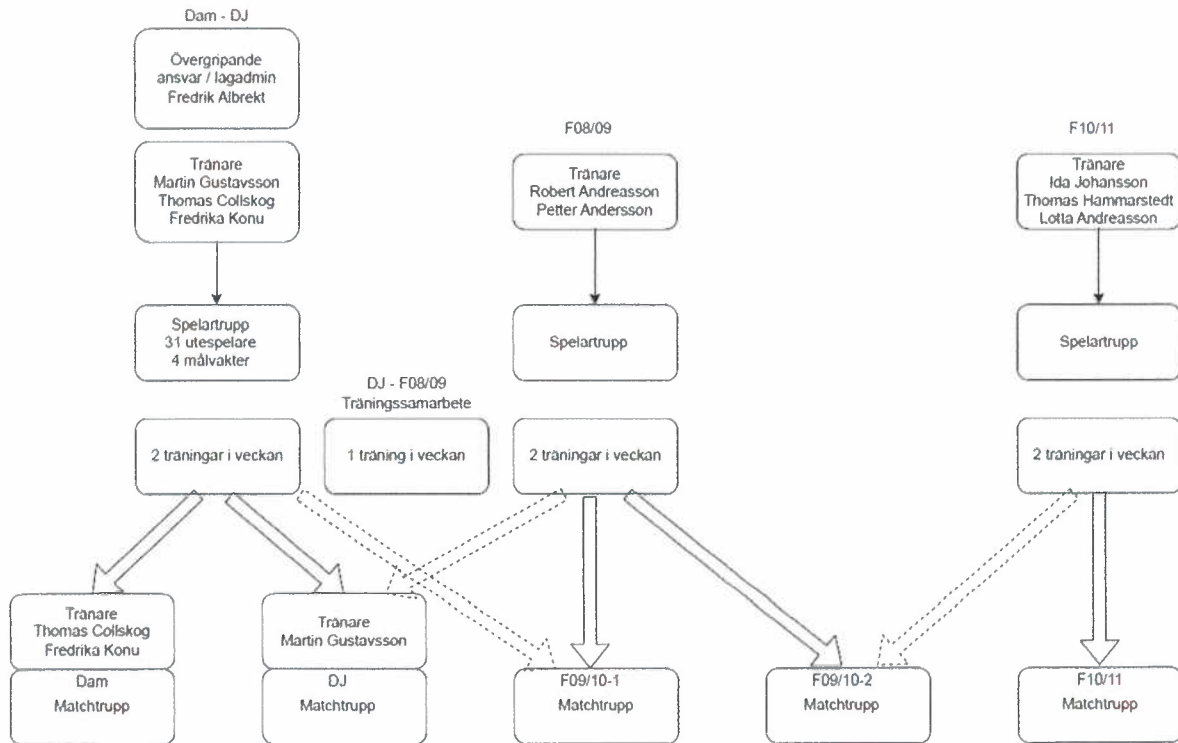 Dam - DJ
Övergripande
ansvar / lagadmin
Fredrik Albrekt
Tränare
Martin Gustavsson
Thomas Collskog
Fredrika Konu
Spelartrupp
31 utespelare
4 målvakter
2 träningar i veckan
DJ - F08/09
Träningssamarbete
1 träning i veckan
F08/09
Tränare
Robert Andreasson
Petter Andersson
Spelartrupp
2 träningar i veckan
F10/11
Tränare
Ida Johansson
Thomas Hammarstedt
Lotta Andreasson
Spelartrupp
2 träningar i veckan
Tränare
Thomas Collskog
Fredrika Konu
Dam
Matchtrupp
Tränare
Martin Gustavsson
DJ
Matchtrupp
F09/10-1
Matchtrupp
F09/10-2
Matchtrupp
F10/11
Matchtrupp